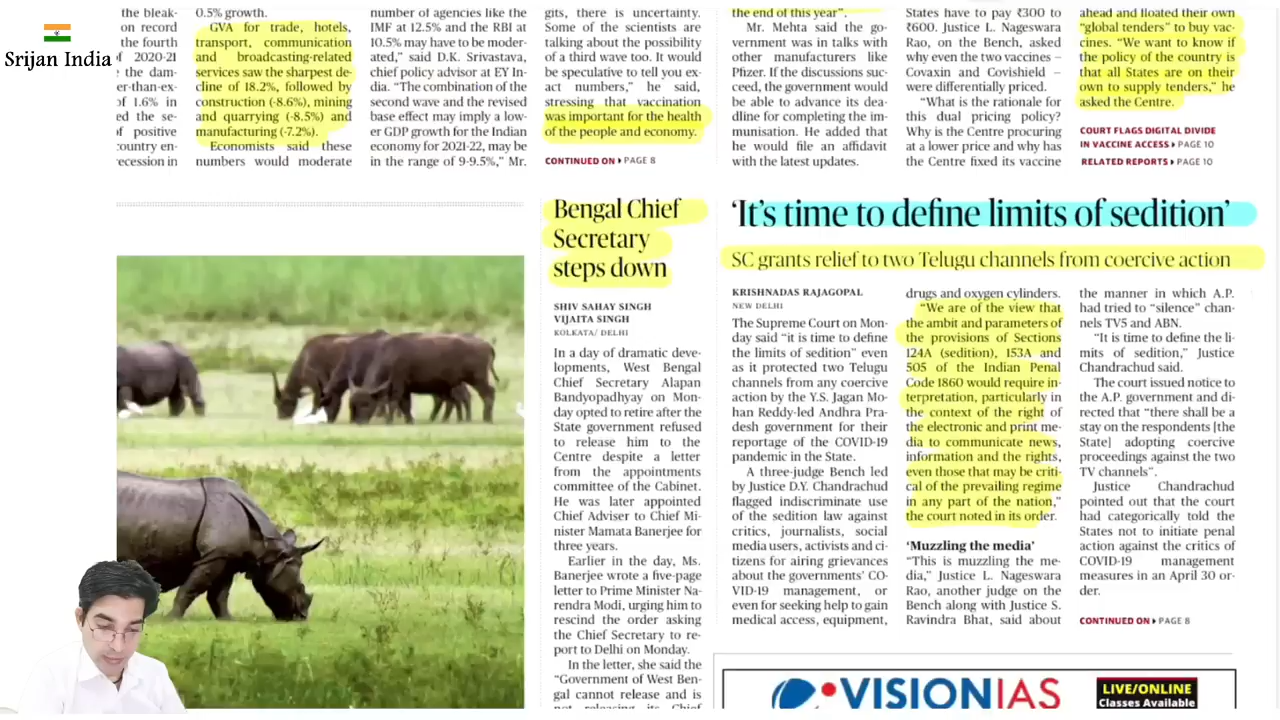 Srijan India
the bleak-
on record
the fourth
of 2020-21
the dam-
er-than-ex-
of 1.6% in
ed the se-
of positive
country en-
recession in
0.5% growth.
GVA for trade, hotels,
transport, communication
and broadcasting-related
services saw the sharpest de-
cline of 18.2%, followed by
construction (-8.6%), mining
and quarrying (-8.5%) and
manufacturing (-7.2%).
Economists said these
numbers would moderate
number of agencies like the
IMF at 12.5% and the RBI at
10.5% may have to be moder-
ated,” said D.K. Srivastava,
chief policy advisor at EY In-
dia. “The combination of the
second wave and the revised
base effect may imply a low-
er GDP growth for the Indian
economy for 2021-22, may be
in the range of 9-9.5%,” Mr.
gits, there is uncertainty.
Some of the scientists are
talking about the possibility
of a third wave too. It would
be speculative to tell you ex-
act numbers,” he said,
stressing that vaccination
was important for the health
of the people and economy.
CONTINUED ON PAGE 8
the end of this year”.
Mr. Mehta said the go-
vernment was in talks with
other manufacturers like
Pfizer. If the discussions suc-
ceed, the government would
be able to advance its dea-
dline for completing the im-
munisation. He added that
he would file an affidavit
with the latest updates.
States have to pay ₹300 to
₹600. Justice L. Nageswara
Rao, on the Bench, asked
why even the two vaccines –
Covaxin and Covishield –
were differentially priced.
“What is the rationale for
this dual pricing policy?
Why is the Centre procuring
at a lower price and why has
the Centre fixed its vaccine
ahead and floated their own
“global tenders” to buy vac-
cines. “We want to know if
the policy of the country is
that all States are on their
own to supply tenders,” he
asked the Centre.
COURT FLAGS DIGITAL DIVIDE
IN VACCINE ACCESS PAGE 10
RELATED REPORTS PAGE 10
Bengal Chief
Secretary
steps down
SHIV SAHAY SINGH
VIJAITA SINGH
KOLKATA/ DELHI
In a day of dramatic deve-
lopments, West Bengal
Chief Secretary Alapan
Bandyopadhyay on Mon-
day opted to retire after the
State government refused
to release him to the
Centre despite a letter
from the appointments
committee of the Cabinet.
He was later appointed
Chief Adviser to Chief Mi-
nister Mamata Banerjee for
three years.
Earlier in the day, Ms.
Banerjee wrote a five-page
letter to Prime Minister Na-
rendra Modi, urging him to
rescind the order asking
the Chief Secretary to re-
port to Delhi on Monday.
In the letter, she said the
“Government of West Ben-
gal cannot release and is
not releasing its Chief
‘It’s time to define limits of sedition’
SC grants relief to two Telugu channels from coercive action
KRISHNADAS RAJAGOPAL
NEW DELHI
The Supreme Court on Mon-
day said “it is time to define
the limits of sedition” even
as it protected two Telugu
channels from any coercive
action by the Y.S. Jagan Mo-
han Reddy-led Andhra Pra-
desh government for their
reportage of the COVID-19
pandemic in the State.
A three-judge Bench led
by Justice D.Y. Chandrachud
flagged indiscriminate use
of the sedition law against
critics, journalists, social
media users, activists and ci-
tizens for airing grievances
about the governments’ CO-
VID-19 management, or
even for seeking help to gain
medical access, equipment,
drugs and oxygen cylinders.
“We are of the view that
the ambit and parameters of
the provisions of Sections
124A (sedition), 153A and
505 of the Indian Penal
Code 1860 would require in-
terpretation, particularly in
the context of the right of
the electronic and print me-
dia to communicate news,
information and the rights,
even those that may be criti-
cal of the prevailing regime
in any part of the nation,”
the court noted in its order.
‘Muzzling the media’
“This is muzzling the me-
dia,” Justice L. Nageswara
Rao, another judge on the
Bench along with Justice S.
Ravindra Bhat, said about
the manner in which A.P.
had tried to “silence” chan-
nels TV5 and ABN.
“It is time to define the li-
mits of sedition,” Justice
Chandrachud said.
The court issued notice to
the A.P. government and di-
rected that “there shall be a
stay on the respondents [the
State] adopting coercive
proceedings against the two
TV channels”.
Justice Chandrachud
pointed out that the court
had categorically told the
States not to initiate penal
action against the critics of
COVID-19 management
measures in an April 30 or-
der.
CONTINUED ON PAGE 8
VISIONIAS
LIVE/ONLINE
Classes Available